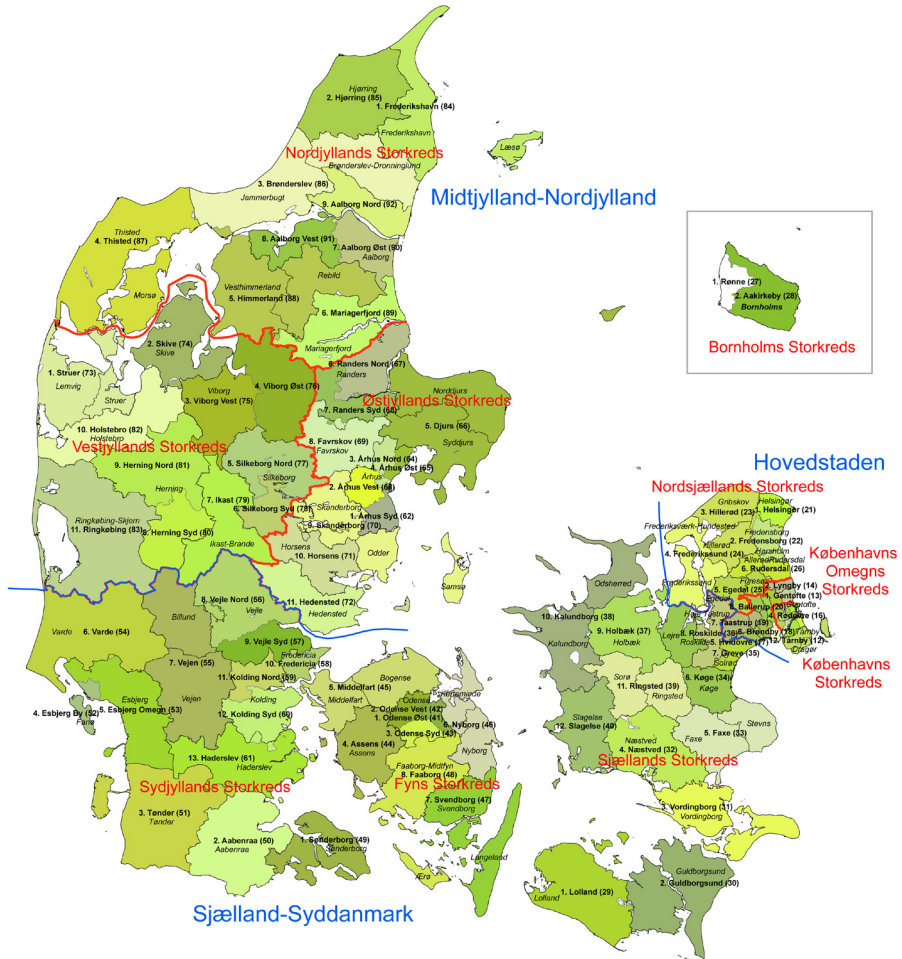 Hjørring
2. Hjørring (85)
1. Frederikshavn (84)
Frederikshavn
Læsø
Nordjyllands Storkreds
Brønderslev-Dronninglund
3. Brønderslev (86)
Jammerbugt
9. Aalborg Nord (92)
Midtjylland-Nordjylland
Thisted
4. Thisted (87)
8. Aalborg Vest (91)
7. Aalborg Øst (90)
Aalborg
Rebild
Vesthimmerland
5. Himmerland (88)
Morsø
6. Mariagerfjord (89)
Mariagerfjord
1. Rønne (27)
2. Aakirkeby (28)
Bornholms
Bornholms Storkreds
2. Skive (74)
Skive
1. Struer (73)
Lemvig
Struer
6. Randers Nord (67)
Randers
Viborg
3. Viborg Vest (75)
4. Viborg Øst (76)
Norddjurs
Østjyllands Storkreds
7. Randers Syd (68)
5. Djurs (66)
Syddjurs
10. Holstebro (82)
Holstebro
Vestjyllands Storkreds
8. Favrskov (69)
Favrskov
9. Herning Nord (81)
5. Silkeborg Nord (77)
Silkeborg
3. Århus Nord (64)
4. Århus Øst (65)
Århus
2. Århus Vest (63)
Herning
7. Ikast (79)
6. Silkeborg Syd (78)
Skanderborg
1. Århus Syd (62)
9. Skanderborg (70)
Ringkøbing-Skjern
11. Ringkøbing (83)
8. Herning Syd (80)
Ikast-Brande
Horsens
10. Horsens (71)
Odder
Samsø
Hovedstaden
Nordsjællands Storkreds
Gribskov
Helsingør
3. Hillerød (23)
1. Helsingør (21)
Frederiksværk-Hundested
Fredensborg
2. Fredensborg (22)
Hillerød
Hørsholm
4. Frederikssund (24)
Allerød
Rudersdal
6. Rudersdal (26)
Københavns
Omegns
Storkreds
Frederikssund
Furesø
5. Egedal (25)
2. Lyngby (14)
1. Gentofte (13)
Gentofte
Egedal
3. Ballerup (20)
4. Rødovre (16)
Høje Tåstrup
7. Taastrup (19)
8. Roskilde (36)
6. Brøndby (18)
5. Hvidovre (17)
Tårnby
12. Tårnby (12)
Dragør
Lejre
Roskilde
7. Greve (35)
Solrød
Københavns
Storkreds
Odsherred
10. Kalundborg (38)
Kalundborg
9. Holbæk (37)
Holbæk
6. Køge (34)
Køge
Sorø
11. Ringsted (39)
Ringsted
Slagelse
12. Slagelse (40)
Stevns
5. Faxe (33)
Faxe
Næstved
4. Næstved (32)
Sjællands Storkreds
3. Vordingborg (31)
Vordingborg
Guldborgsund
2. Guldborgsund (30)
1. Lolland (29)
Lolland
8. Vejle Nord (56)
Vejle
11. Hedensted (72)
Hedensted
Billund
Varde
6. Varde (54)
9. Vejle Syd (57)
Fredericia
10. Fredericia (58)
7. Vejen (55)
11. Kolding Nord (59)
Vejen
Kolding
12. Kolding Syd (60)
Esbjerg
4. Esbjerg By (52)
5. Esbjerg Omegn (53)
Fanø
13. Haderslev (61)
Haderslev
Sydjyllands Storkreds
3. Tønder (51)
Tønder
2. Aabenraa (50)
Aabenraa
1. Sønderborg (49)
Sønderborg
Bogense
5. Middelfart (45)
Middelfart
Kerteminde
Odense
2. Odense Vest (42)
1. Odense Øst (41)
3. Odense Syd (43)
6. Nyborg (46)
Nyborg
4. Assens (44)
Assens
Faaborg-Midtfyn
8. Faaborg (48)
Fyns Storkreds
7. Svendborg (47)
Svendborg
Langeland
Ærø
Sjælland-Syddanmark